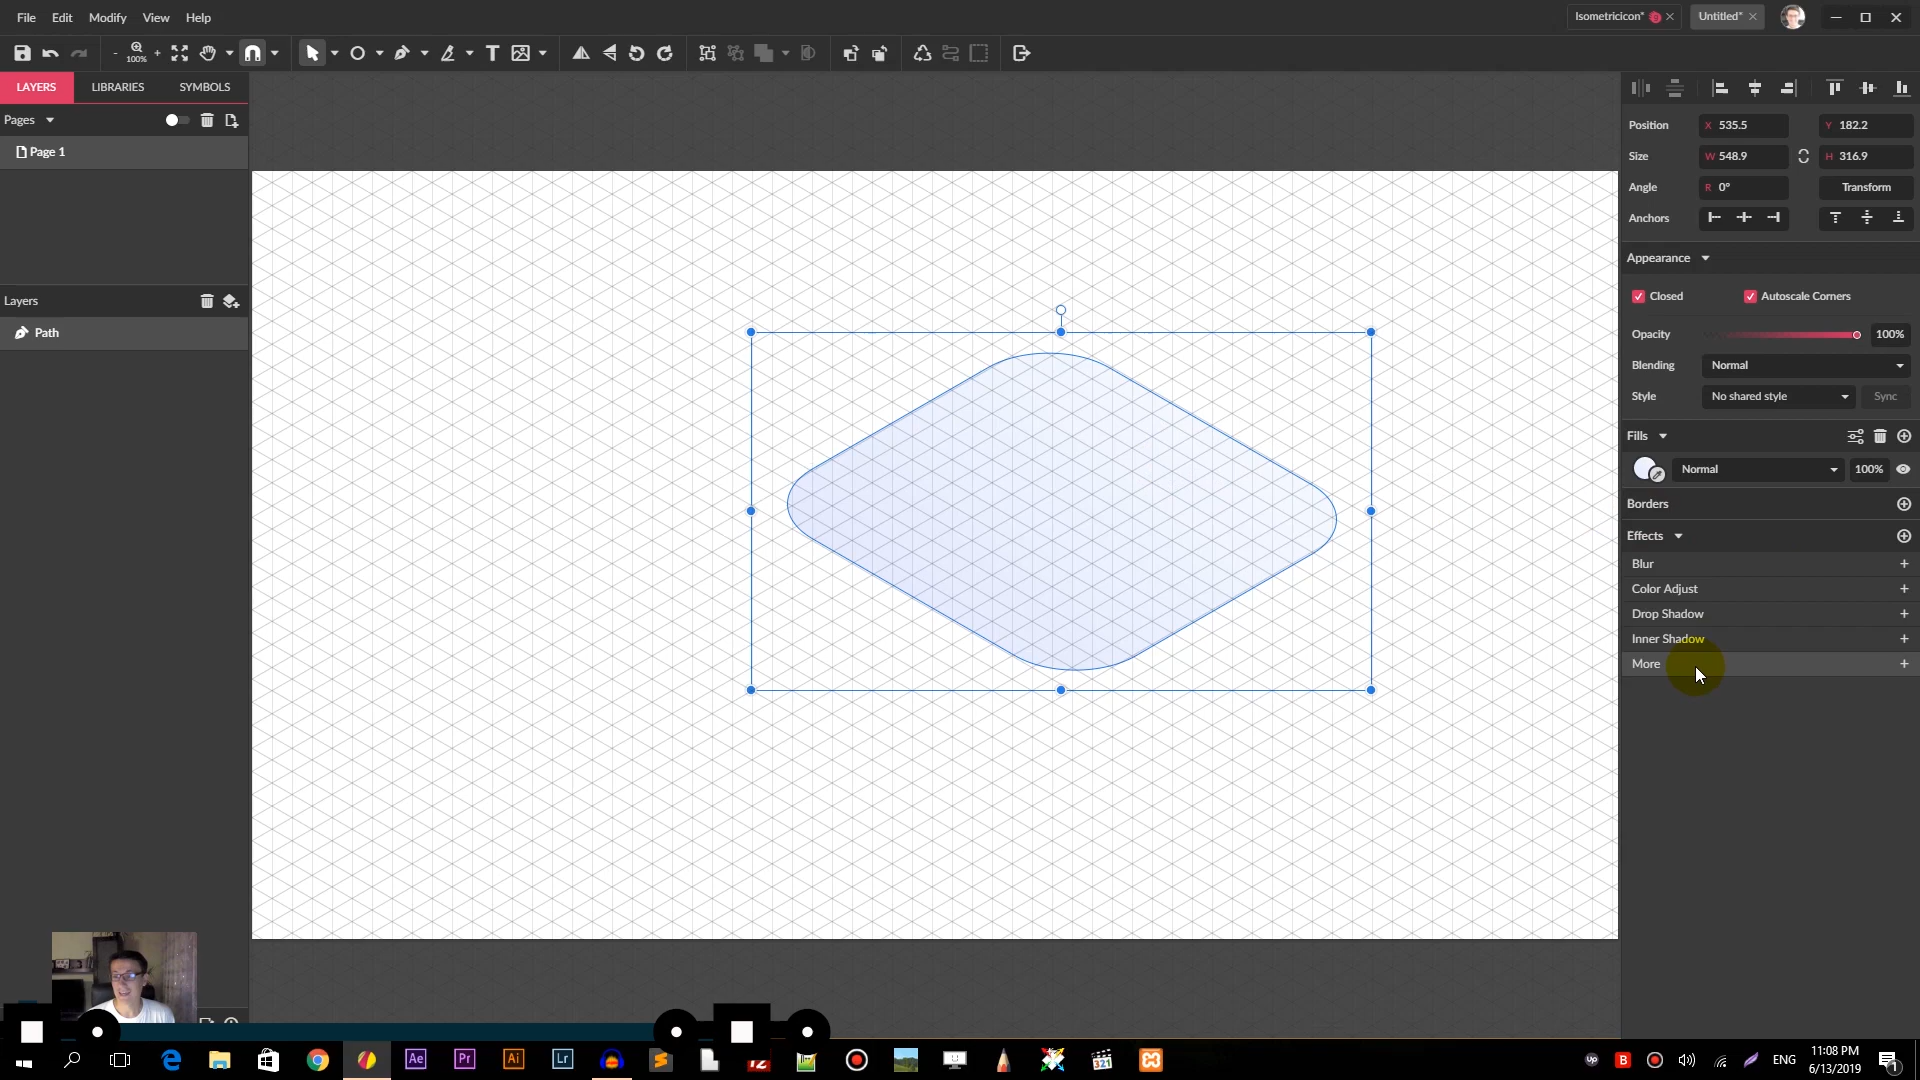 File Edit Modify View Help
Isometricicon* Untitled*
100%
LAYERS LIBRARIES SYMBOLS
Pages
Page 1
Layers
Path
Position X 535.5 Y 182.2
Size W 548.9 H 316.9
Angle R 0° Transform
Anchors
Appearance
Closed Autoscale Corners
Opacity 100%
Blending Normal
Style No shared style Sync
Fills
Normal 100%
Borders
Effects
Blur
Color Adjust
Drop Shadow
Inner Shadow
More
Ae Pr Ai Lr
321
Up B ENG 11:08 PM
6/13/2019
1